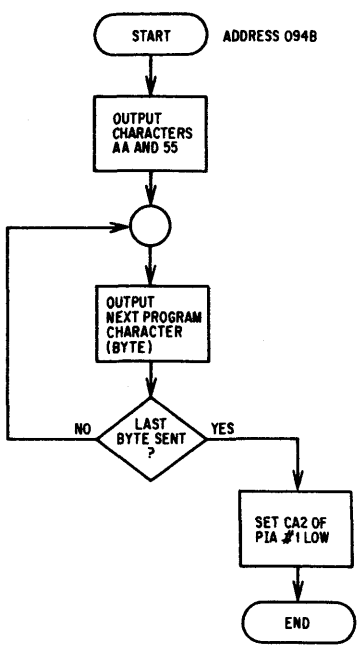 START
ADDRESS 094B
OUTPUT
CHARACTERS
AA AND 55
OUTPUT
NEXT PROGRAM
CHARACTER
(BYTE)
NO
LAST
BYTE SENT
?
YES
SET CA2 OF
PIA #1 LOW
END